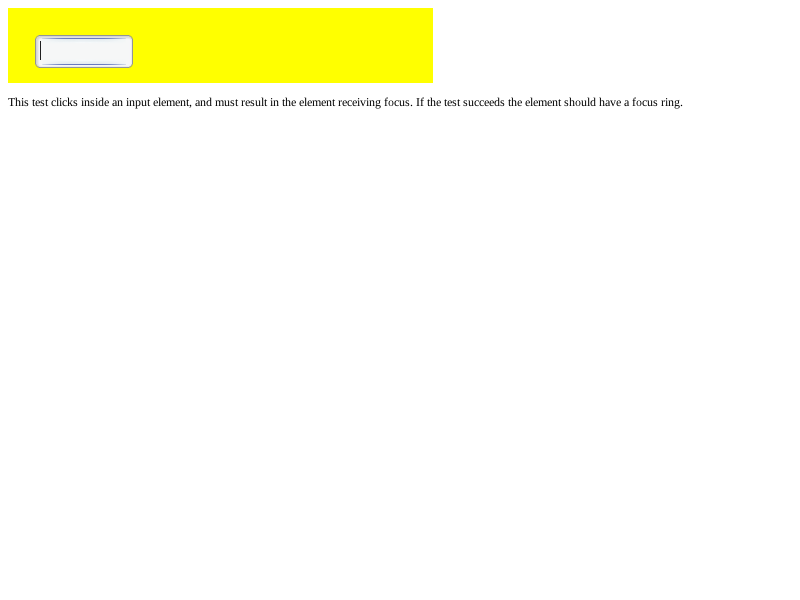 This test clicks inside an input element, and must result in the element receiving focus. If the test succeeds the element should have a focus ring.